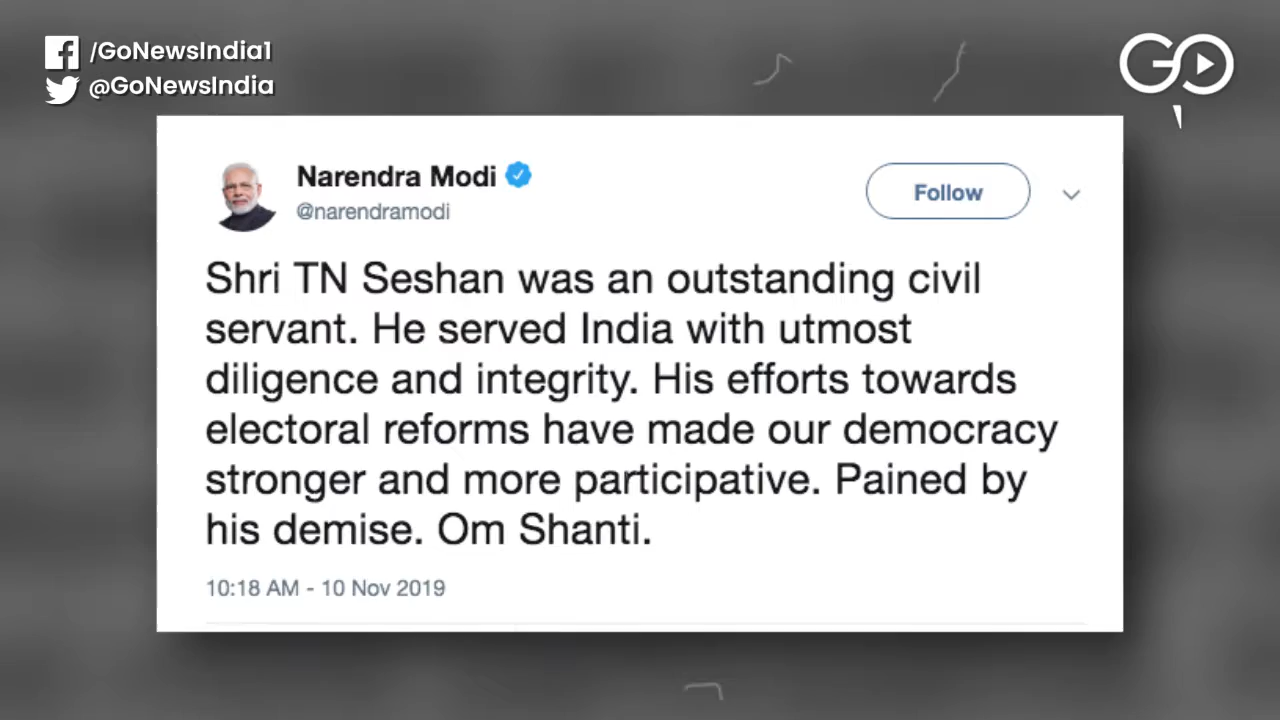 /GoNewsIndia1
@GoNewsIndia
GO
Narendra Modi
@narendramodi
Follow
Shri TN Seshan was an outstanding civil
servant. He served India with utmost
diligence and integrity. His efforts towards
electoral reforms have made our democracy
stronger and more participative. Pained by
his demise. Om Shanti.
10:18 AM - 10 Nov 2019